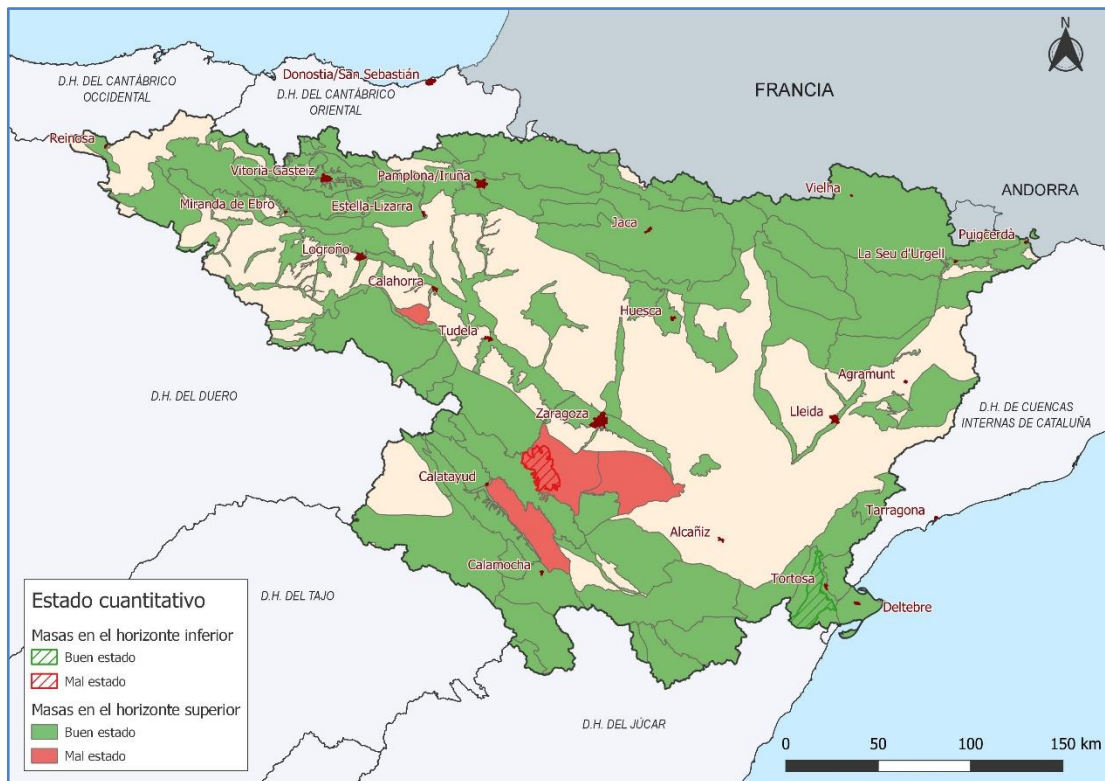 N
D.H. DEL CANTÁBRICO
OCCIDENTAL
Donostia/San Sebastián
D.H. DEL CANTÁBRICO
ORIENTAL
FRANCIA
Reinosa
Vitoria-Gasteiz
Pamplona/Iruña
Vielha
ANDORRA
Miranda de Ebro
Estella-Lizarra
Jaca
Puigcerdà
La Seu d'Urgell
Logroño
Calahorra
Huesca
Tudela
Agramunt
D.H. DEL DUERO
Zaragoza
Lleida
D.H. DE CUENCAS
INTERNAS DE CATALUÑA
Calatayud
Tarragona
Alcañiz
Calamocha
Tortosa
Deltebre
D.H. DEL TAJO
D.H. DEL JÚCAR
Estado cuantitativo
Masas en el horizonte inferior
Buen estado
Mal estado
Masas en el horizonte superior
Buen estado
Mal estado
0 50 100 150 km